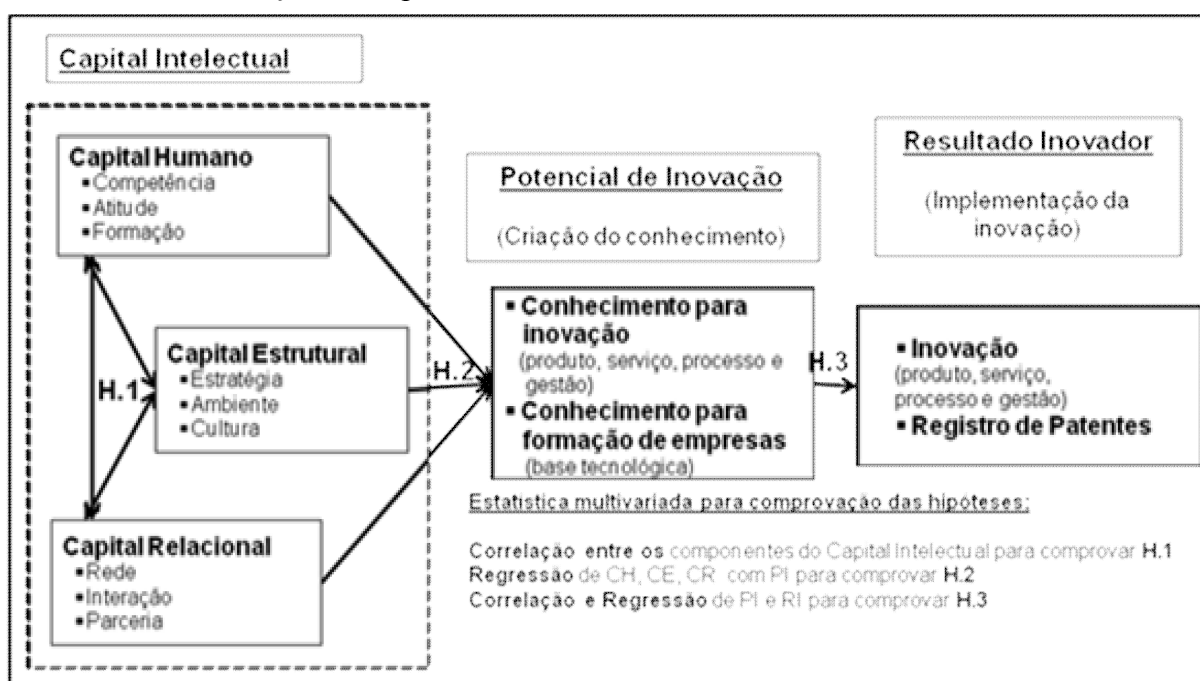 Capital Intelectual
Capital Humano
▪ Competência
▪ Atitude
▪ Formação
H.1
Capital Estrutural
▪ Estratégia
▪ Ambiente
▪ Cultura
Capital Relacional
▪ Rede
▪ Interação
▪ Parceria
H.2
Potencial de Inovação
(Criação do conhecimento)
▪ Conhecimento para
inovação
(produto, serviço, processo e
gestão)
▪ Conhecimento para
formação de empresas
(base tecnológica)
H.3
Resultado Inovador
(Implementação da
inovação)
▪ Inovação
(produto, serviço,
processo e gestão)
▪ Registro de Patentes
Estatistica multivariada para comprovação das hipóteses:
Correlação entre os componentes do Capital Intelectual para comprovar H.1
Regressão de CH, CE, CR com PI para comprovar H.2
Correlação e Regressão de PI e RI para comprovar H.3